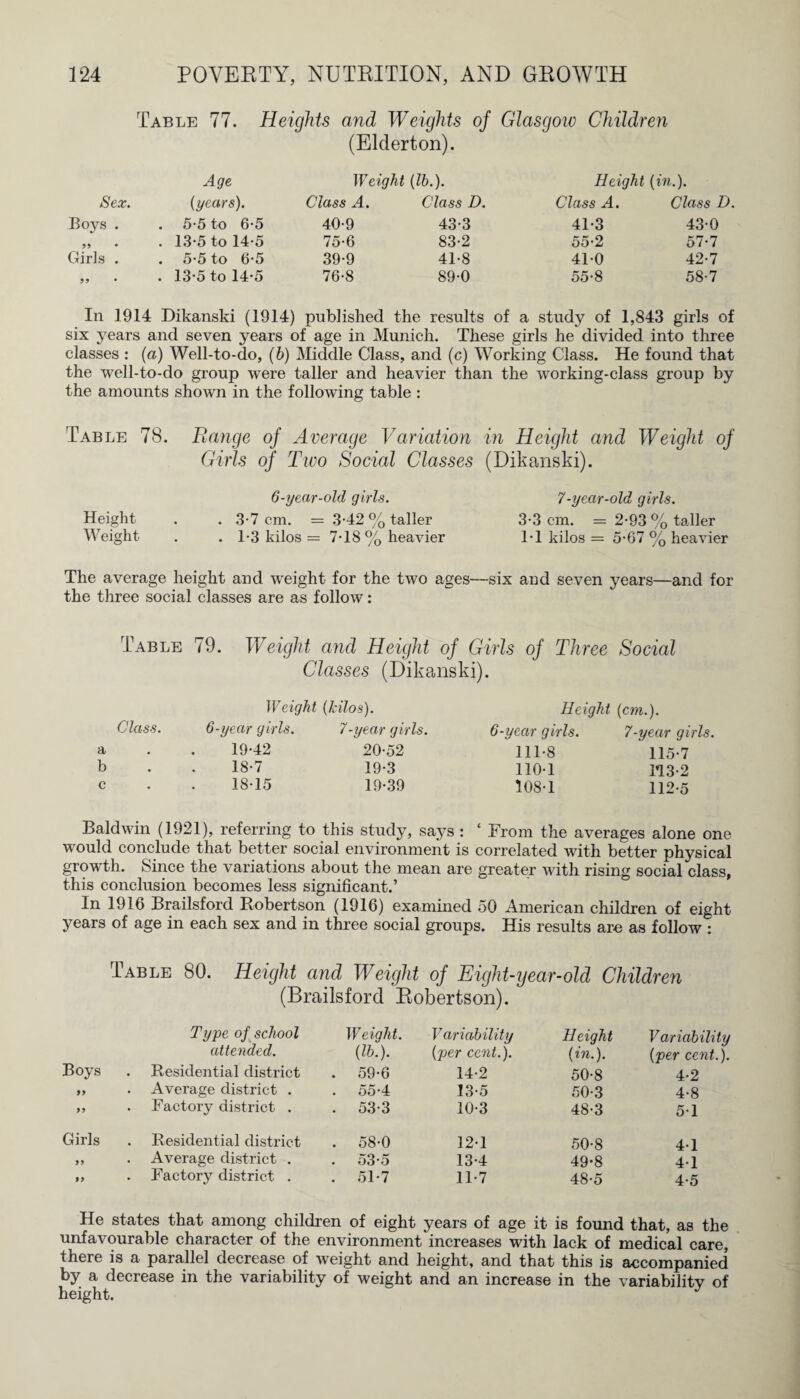 124 POVERTY, NUTRITION, AND GROWTH
Table 77. Heights and Weights of Glasgow Children
(Elderton).
Age Weight (lb.). Height (in.).
Sex. (years). Class A. Class D. Class A. Class D.
Boys . . 5·5 to 6·5 40·9 43·3 41·3 43·0
„ . . 13·5 to 14·5 75·6 83·2 55·2 57·7
Girls . . 5·5 to 6·5 39·9 41·8 41·0 42·7
„ . . 13·5 to 14·5 76·8 89·0 55·8 58·7
In 1914 Dikanski (1914) published the results of a study of 1,843 girls of
six years and seven years of age in Munich. These girls he divided into three
classes : (a) Well-to-do, (b) Middle Class, and (c) Working Class. He found that
the well-to-do group were taller and heavier than the working-class group by
the amounts shown in the following table :
Table 78. Range of Average Variation in Height and Weight of
Girls of Two Social Classes (Dikanski).
6-year-old girls. 7-year-old girls.
Height . . 3·7 cm. = 3·42 % taller 3·3 cm. = 2·93 % taller
Weight . . 1·3 kilos = 7·18 % heavier 1·1 kilos = 5·67 % heavier
The average height and weight for the two ages—six and seven years—and for
the three social classes are as follow :
Table 79. Weight and Height of Girls of Three Social
Classes (Dikanski).
Weight (kilos). Height (cm.).
Class. 6-year girls. 7-year girls. 6-year girls. 7-year girls.
a . . 19·42 20·52 111·8 115·7
b . . 18·7 19·3 110·1 113·2
c . . 18·15 19·39 108·1 112·5
Baldwin (1921), referring to this study, says : ‘ From the averages alone one
would conclude that better social environment is correlated with better physical
growth. Since the variations about the mean are greater with rising social class,
this conclusion becomes less significant.’
In 1916 Brailsford Robertson (1916) examined 50 American children of eight
years of age in each sex and in three social groups. His results are as follow :
Table 80. Height and Weight of Eight-year-old Children
(Brailsford Robertson).
Type of school Weight. Variability Height Variability
attended. (lb.). (per cent.). (in.). (per cent.).
Boys . Residential district . 59·6 14·2 50·8 4·2
„ . Average district . . 55·4 13·5 50·3 4·8
„ . Factory district . . 53·3 10·3 48·3 5·1
Girls . Residential district . 58·0 12·1 50·8 4·1
„ . Average district . . 53·5 13·4 49·8 4·1
„ . Factory district . . 51·7 11·7 48·5 4·5
He states that among children of eight years of age it is found that, as the
unfavourable character of the environment increases with lack of medical care,
there is a parallel decrease of weight and height, and that this is accompanied
by a decrease in the variability of weight and an increase in the variability of
height.